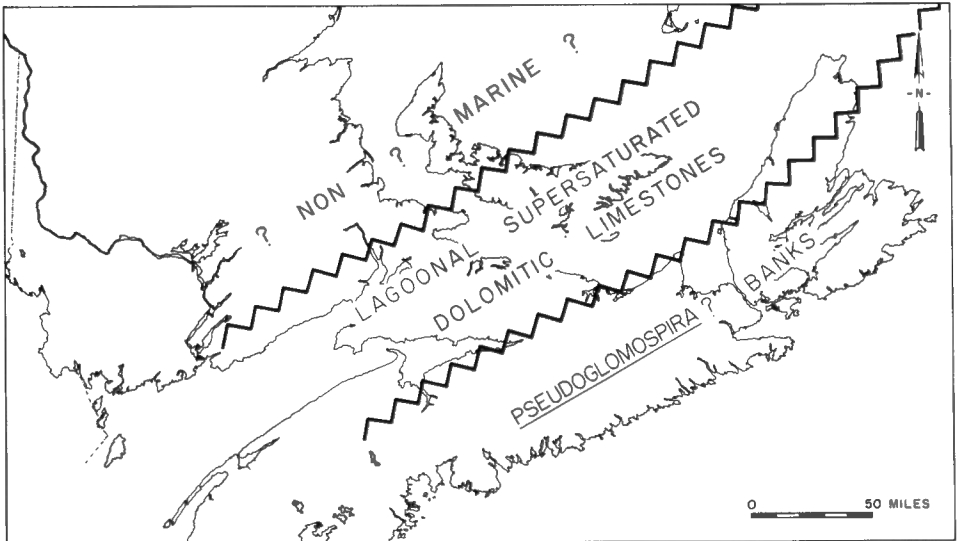 ?
MARINE
N
-N-
SUPERSATURATED
?
LIMESTONES
NON
?
LAGOONAL
DOLOMITIC
BANKS
PSEUDOGLOMOSPIRA ?
0 50 MILES